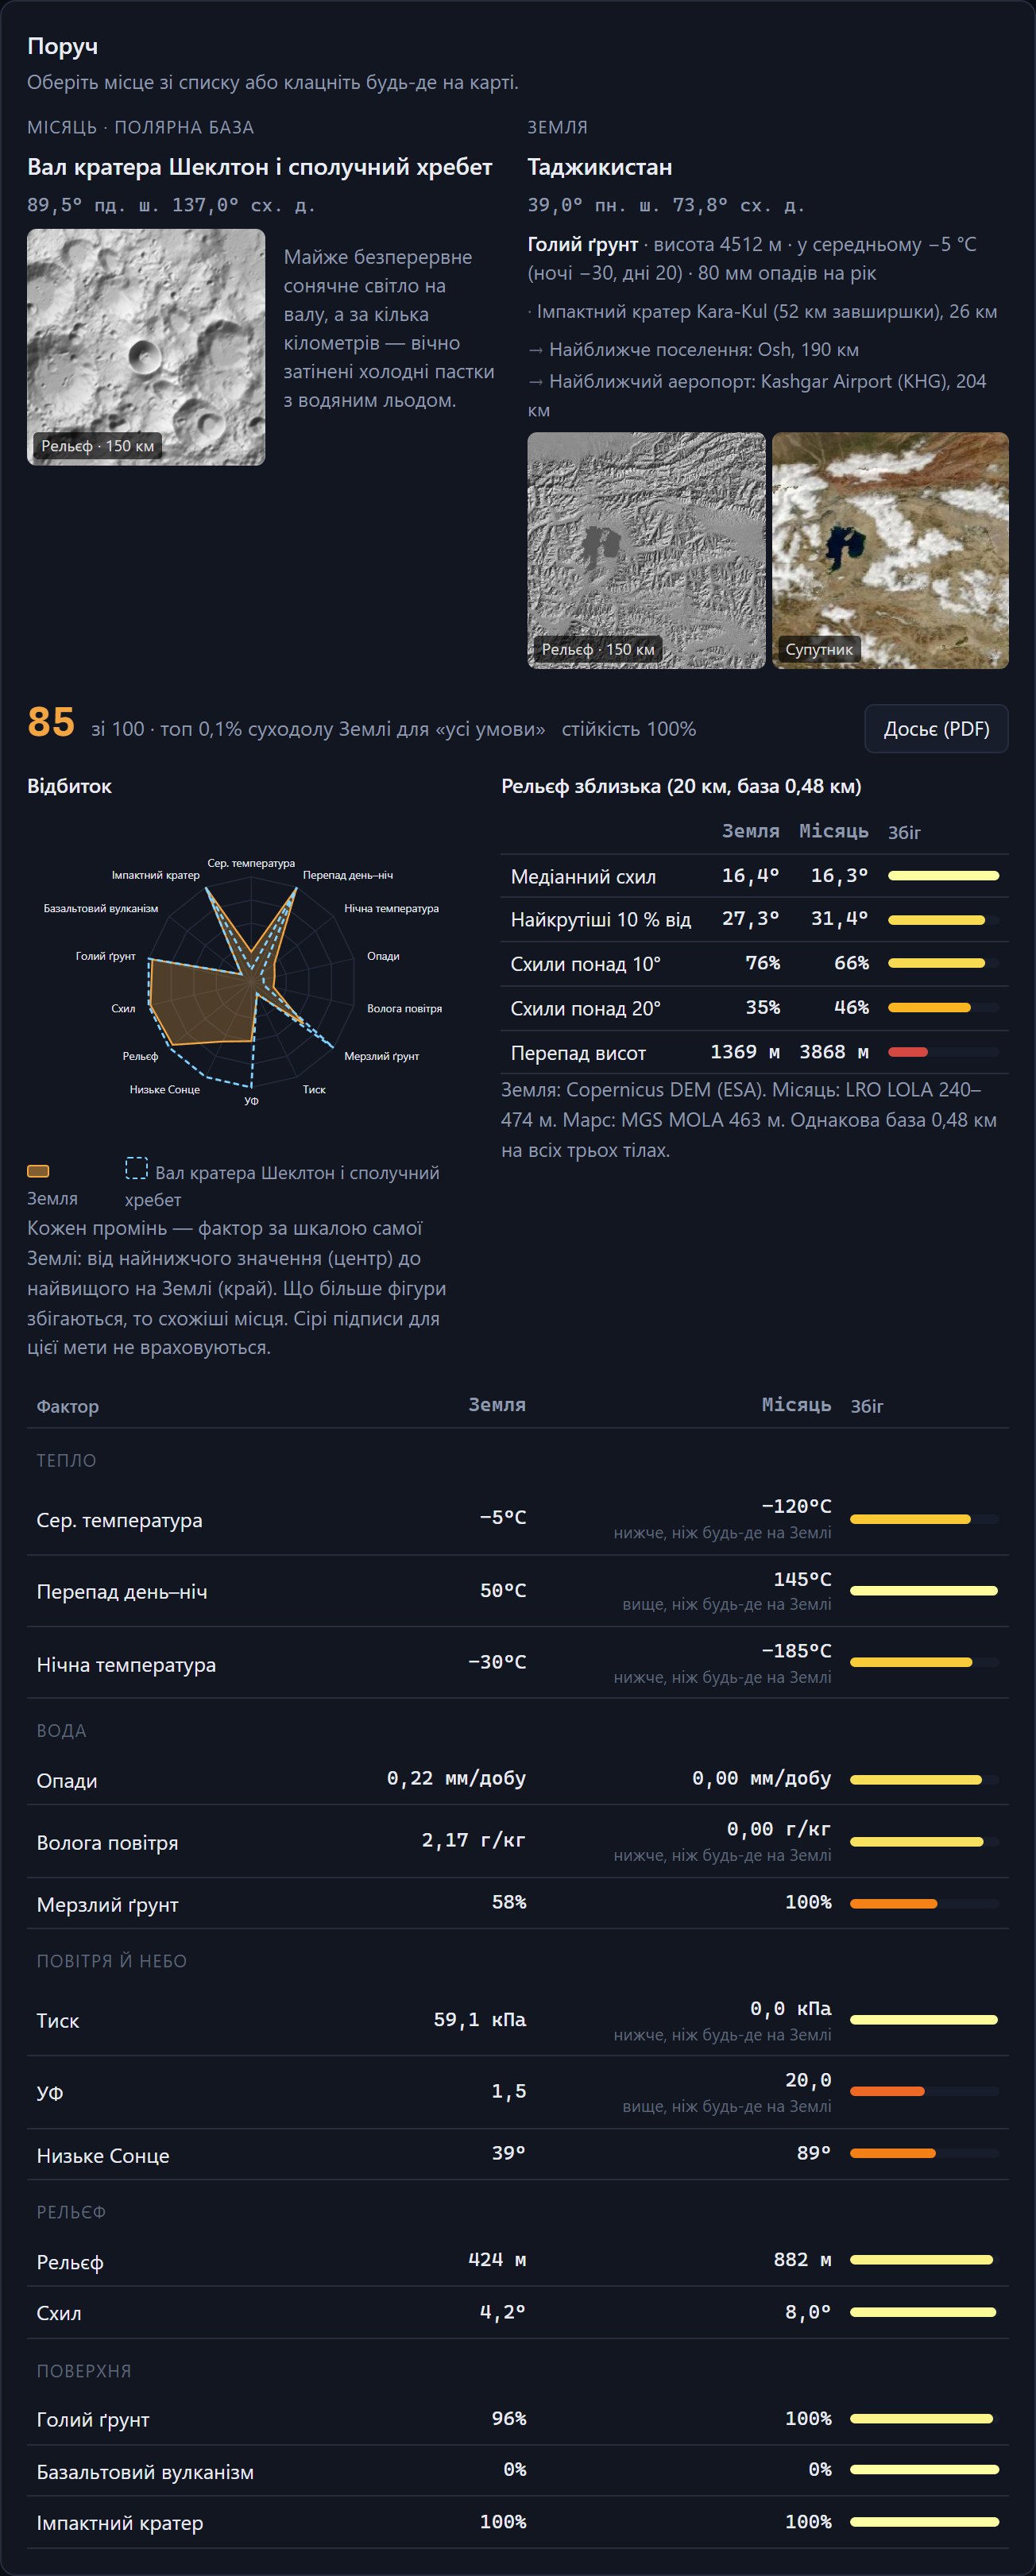 Поруч
Оберіть місце зі списку або клацніть будь-де на карті.
МІСЯЦЬ · ПОЛЯРНА БАЗА
Вал кратера Шеклтон і сполучний хребет
89,5° пд. ш. 137,0° сх. д.
Рельєф · 150 км
Майже безперервне
сонячне світло на
валу, а за кілька
кілометрів — вічно
затінені холодні пастки
з водяним льодом.
ЗЕМЛЯ
Таджикистан
39,0° пн. ш. 73,8° сх. д.
Голий ґрунт · висота 4512 м · у середньому −5 °C
(ночі −30, дні 20) · 80 мм опадів на рік
· Імпактний кратер Kara-Kul (52 км завширшки), 26 км
→ Найближче поселення: Osh, 190 км
→ Найближчий аеропорт: Kashgar Airport (KHG), 204
км
Рельєф · 150 км
Супутник
85 зі 100 · топ 0,1% суходолу Землі для «усі умови» стійкість 100%
Досьє (PDF)
Відбиток
Сер. температура
Перепад день–ніч
Нічна температура
Опади
Волога повітря
Мерзлий ґрунт
Тиск
УФ
Низьке Сонце
Рельєф
Схил
Голий ґрунт
Базальтовий вулканізм
Імпактний кратер
Земля
Вал кратера Шеклтон і сполучний
хребет
Кожен промінь — фактор за шкалою самої
Землі: від найнижчого значення (центр) до
найвищого на Землі (край). Що більше фігури
збігаються, то схожіші місця. Сірі підписи для
цієї мети не враховуються.
Рельєф зблизька (20 км, база 0,48 км)
Земля Місяць Збіг
Медіанний схил 16,4° 16,3°
Найкрутіші 10 % від 27,3° 31,4°
Схили понад 10° 76% 66%
Схили понад 20° 35% 46%
Перепад висот 1369 м 3868 м
Земля: Copernicus DEM (ESA). Місяць: LRO LOLA 240–
474 м. Марс: MGS MOLA 463 м. Однакова база 0,48 км
на всіх трьох тілах.
Фактор Земля Місяць Збіг
ТЕПЛО
Сер. температура −5°C −120°C
нижче, ніж будь-де на Землі
Перепад день–ніч 50°C 145°C
вище, ніж будь-де на Землі
Нічна температура −30°C −185°C
нижче, ніж будь-де на Землі
ВОДА
Опади 0,22 мм/добу 0,00 мм/добу
Волога повітря 2,17 г/кг 0,00 г/кг
нижче, ніж будь-де на Землі
Мерзлий ґрунт 58% 100%
ПОВІТРЯ Й НЕБО
Тиск 59,1 кПа 0,0 кПа
нижче, ніж будь-де на Землі
УФ 1,5 20,0
вище, ніж будь-де на Землі
Низьке Сонце 39° 89°
РЕЛЬЄФ
Рельєф 424 м 882 м
Схил 4,2° 8,0°
ПОВЕРХНЯ
Голий ґрунт 96% 100%
Базальтовий вулканізм 0% 0%
Імпактний кратер 100% 100%